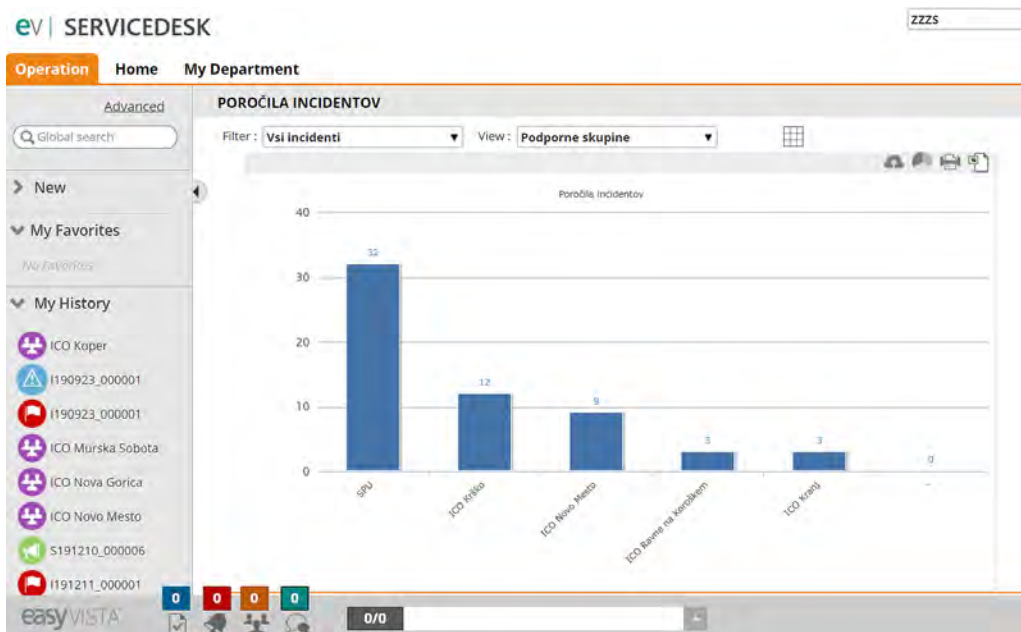 ev| SERVICEDESK
ZZZS
Operation Home My Department
Advanced
Global search
New
My Favorites
No Favorites
My History
ICO Koper
I190923_000001
I190923_000001
ICO Murska Sobota
ICO Nova Gorica
ICO Novo Mesto
S191210_000006
I191211_000001
POROČILA INCIDENTOV
Filter : Vsi incidenti View : Podporne skupine
Poročila incidentov
40
30
20
10
0
32
12
9
3
3
0
SPU
ICO Krško
ICO Novo Mesto
ICO Ravne na Koroškem
ICO Kranj
..
easyVISTA
0 0 0 0
0/0